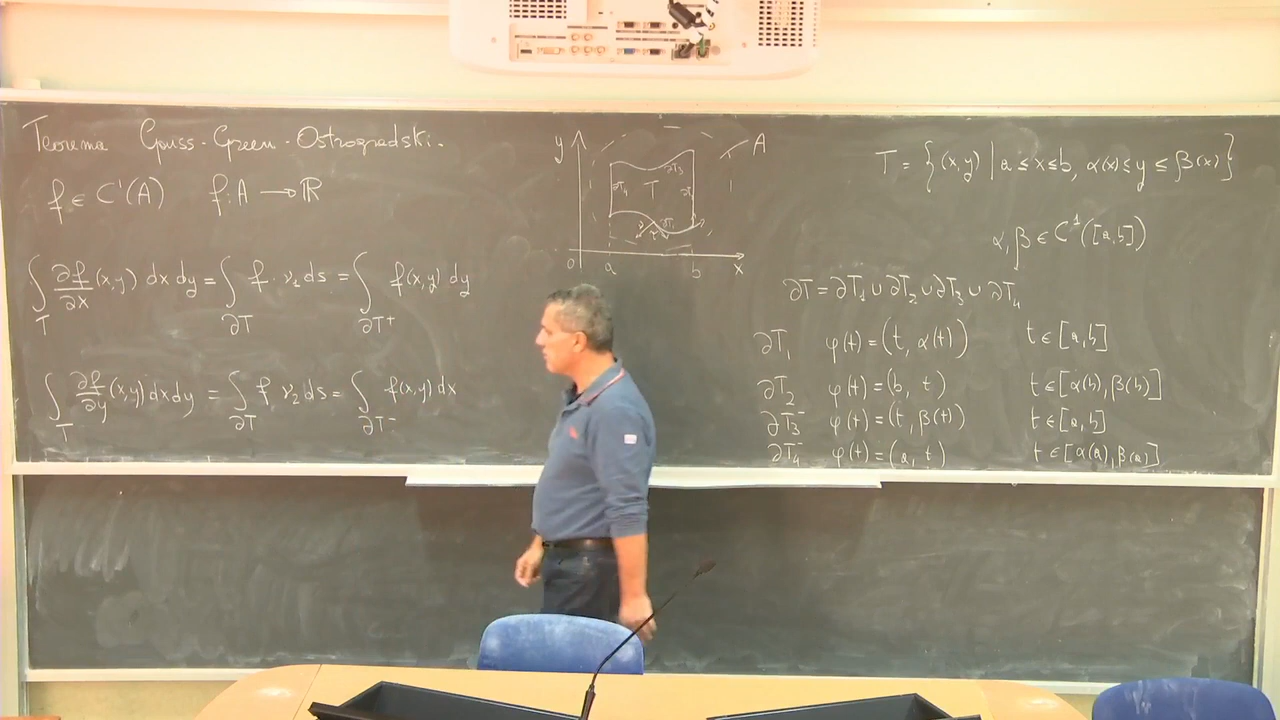 Teorema Gauss-Green-Ostrogradski.
f ∈ C¹(A) f: A → ℝ
∫_T ∂f/∂x (x,y) dx dy = ∫_∂T f · ν₁ ds = ∫_∂T⁺ f(x,y) dy
∫_T ∂f/∂y (x,y) dx dy = ∫_∂T f ν₂ ds = ∫_∂T⁻ f(x,y) dx
y A
∂T₃
∂T₄ T
∂T₁
0 a b x
T = {(x,y) | a ≤ x ≤ b, α(x) ≤ y ≤ β(x)}
α, β ∈ C¹([a,b])
∂T = ∂T₁ ∪ ∂T₂ ∪ ∂T₃ ∪ ∂T₄
∂T₁ φ(t) = (t, α(t)) t ∈ [a,b]
∂T₂ φ(t) = (b, t) t ∈ [α(b), β(b)]
∂T₃⁻ φ(t) = (t, β(t)) t ∈ [a,b]
∂T₄⁻ φ(t) = (a, t) t ∈ [α(a), β(a)]